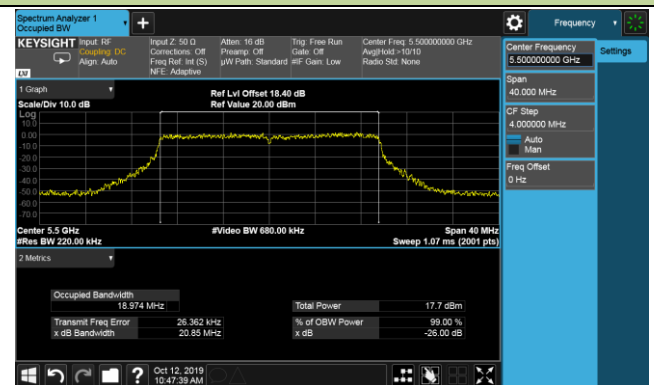 Spectrum Analyzer 1
Occupied BW
+
Frequency
KEYSIGHT
Input: RF
Coupling: DC
Align: Auto
Input Z: 50 Ω
Corrections: Off
Freq Ref: Int (S)
NFE: Adaptive
Atten: 16 dB
Preamp: Off
µW Path: Standard
Trig: Free Run
Gate: Off
#IF Gain: Low
Center Freq: 5.500000000 GHz
Avg|Hold:>10/10
Radio Std: None
LXI
Center Frequency
5.500000000 GHz
Settings
Span
40.000 MHz
CF Step
4.000000 MHz
Auto
Man
Freq Offset
0 Hz
1 Graph
Scale/Div 10.0 dB
Ref Lvl Offset 18.40 dB
Ref Value 20.00 dBm
Log
10.0
0.00
-10.0
-20.0
-30.0
-40.0
-50.0
-60.0
-70.0
Center 5.5 GHz
#Video BW 680.00 kHz
Span 40 MHz
#Res BW 220.00 kHz
Sweep 1.07 ms (2001 pts)
2 Metrics
Occupied Bandwidth
18.974 MHz
Total Power 17.7 dBm
Transmit Freq Error 26.362 kHz
% of OBW Power 99.00 %
x dB Bandwidth 20.85 MHz
x dB -26.00 dB
?
Oct 12, 2019
10:47:39 AM